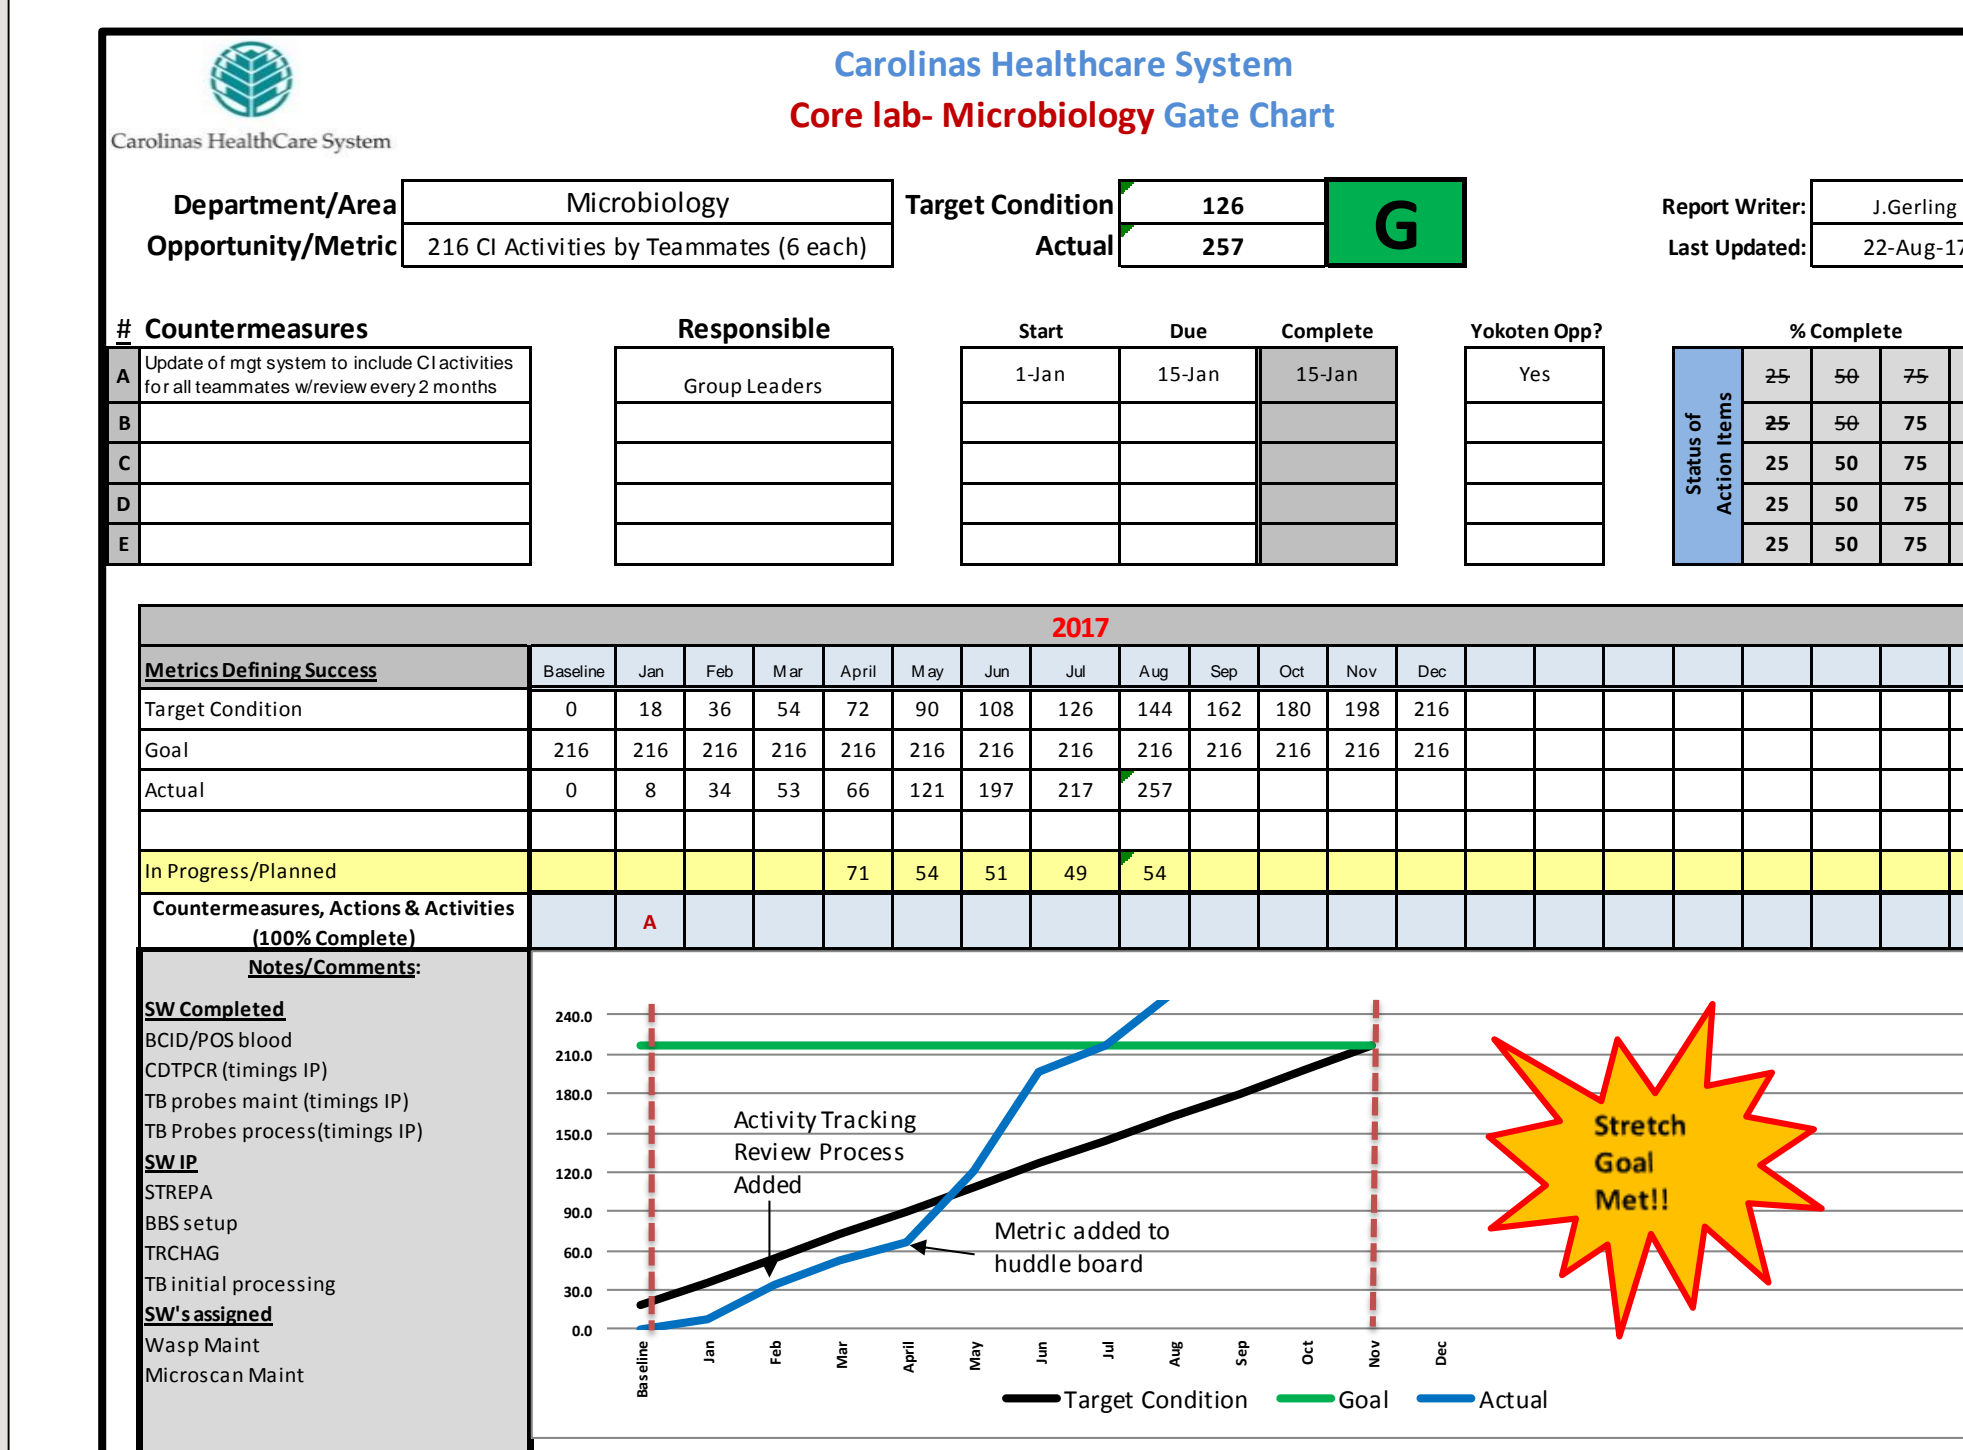 Carolinas HealthCare System
Carolinas Healthcare System
Core lab- Microbiology Gate Chart
Department/Area Microbiology Target Condition 126 G Report Writer: J.Gerling
Opportunity/Metric 216 CI Activities by Teammates (6 each) Actual 257 Last Updated: 22-Aug-17
# Countermeasures Responsible Start Due Complete Yokoten Opp? % Complete
A Update of mgt system to include CI activities
for all teammates w/review every 2 months Group Leaders 1-Jan 15-Jan 15-Jan Yes 25 50 75
B 25 50 75
C 25 50 75
D 25 50 75
E 25 50 75
Status of
Action Items
2017
Metrics Defining Success Baseline Jan Feb Mar April May Jun Jul Aug Sep Oct Nov Dec
Target Condition 0 18 36 54 72 90 108 126 144 162 180 198 216
Goal 216 216 216 216 216 216 216 216 216 216 216 216 216
Actual 0 8 34 53 66 121 197 217 257
In Progress/Planned 71 54 51 49 54
Countermeasures, Actions & Activities
(100% Complete) A
Notes/Comments:
SW Completed
BCID/POS blood
CDTPCR (timings IP)
TB probes maint (timings IP)
TB Probes process(timings IP)
SW IP
STREPA
BBS setup
TRCHAG
TB initial processing
SW's assigned
Wasp Maint
Microscan Maint
240.0
210.0
180.0
150.0
120.0
90.0
60.0
30.0
0.0
Activity Tracking
Review Process
Added
Metric added to
huddle board
Stretch
Goal
Met!!
Baseline Jan Feb Mar April May Jun Jul Aug Sep Oct Nov Dec
Target Condition Goal Actual